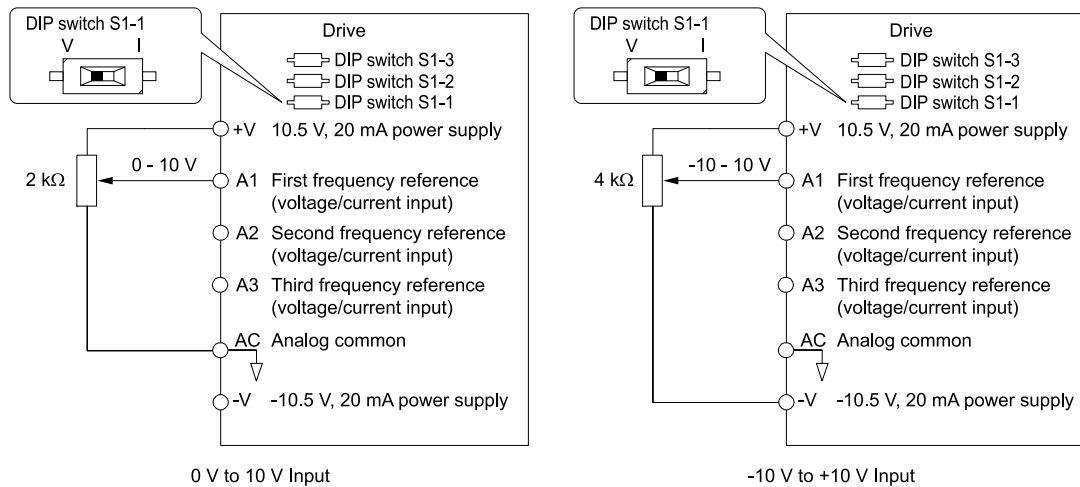 DIP switch S1-1
V I
Drive
DIP switch S1-3
DIP switch S1-2
DIP switch S1-1
+V 10.5 V, 20 mA power supply
2 kΩ
0 - 10 V
A1 First frequency reference
(voltage/current input)
A2 Second frequency reference
(voltage/current input)
A3 Third frequency reference
(voltage/current input)
AC Analog common
-V -10.5 V, 20 mA power supply
0 V to 10 V Input
DIP switch S1-1
V I
Drive
DIP switch S1-3
DIP switch S1-2
DIP switch S1-1
+V 10.5 V, 20 mA power supply
4 kΩ
-10 - 10 V
A1 First frequency reference
(voltage/current input)
A2 Second frequency reference
(voltage/current input)
A3 Third frequency reference
(voltage/current input)
AC Analog common
-V -10.5 V, 20 mA power supply
-10 V to +10 V Input